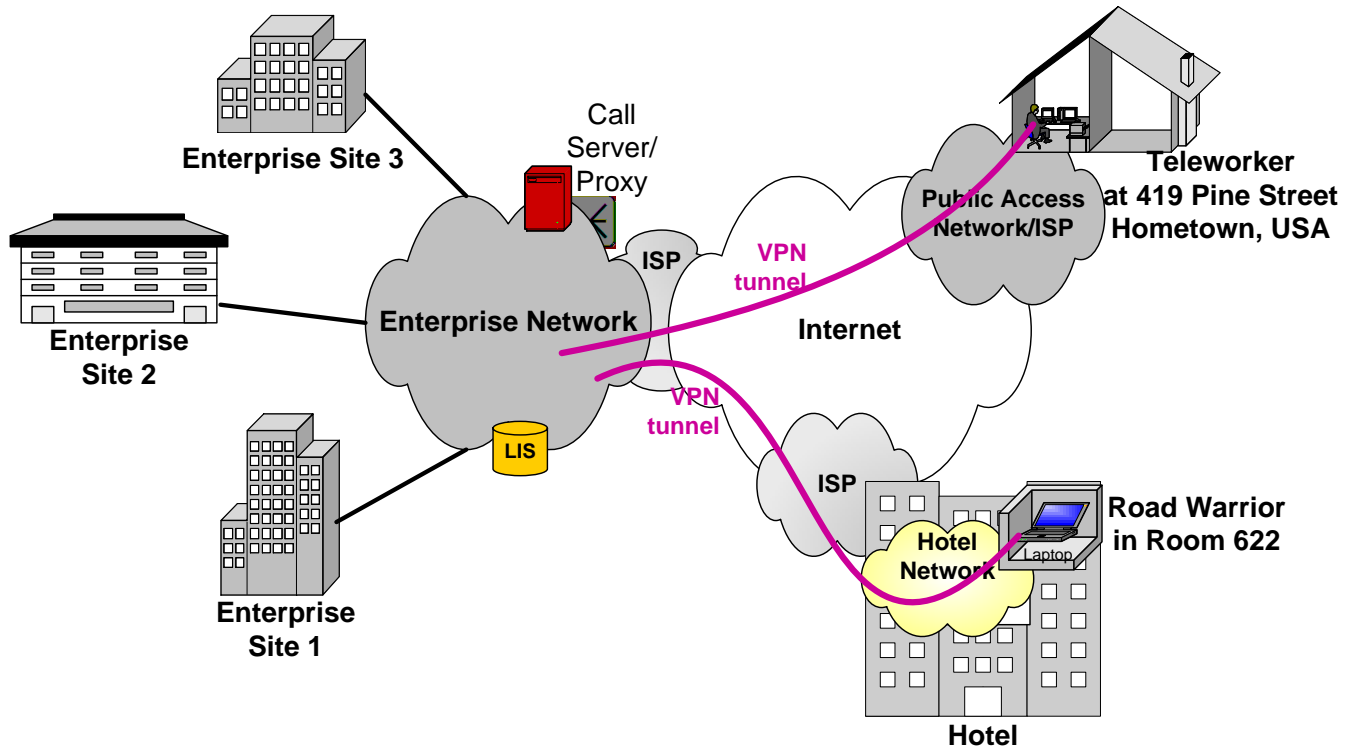 Call
Server/
Proxy
Enterprise Site 3
Teleworker
at 419 Pine Street
Hometown, USA
Public Access
Network/ISP
ISP
VPN
tunnel
Enterprise Network
Internet
Enterprise
Site 2
VPN
tunnel
LIS
ISP
Road Warrior
in Room 622
Laptop
Hotel
Network
Enterprise
Site 1
Hotel